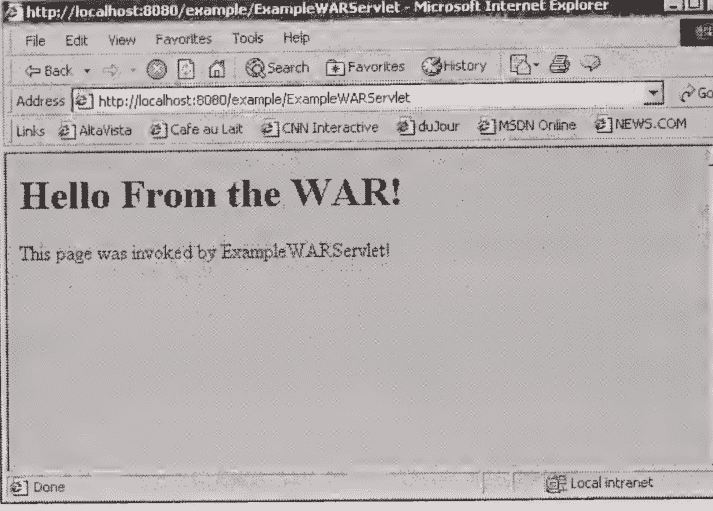 http://localhost:8080/example/ExampleWARServlet - Microsoft Internet Explorer
File Edit View Favorites Tools Help
Back Search Favorites History
Address http://localhost:8080/example/ExampleWARServlet Go
Links AltaVista Cafe au Lait CNN Interactive duJour MSDN Online NEWS.COM
Hello From the WAR!
This page was invoked by ExampleWARServlet!
Done Local intranet